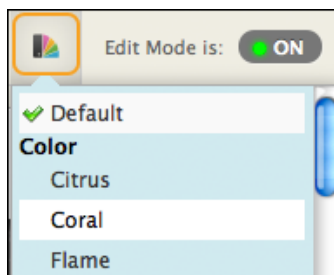 Edit Mode is: ON
Default
Color
Citrus
Coral
Flame